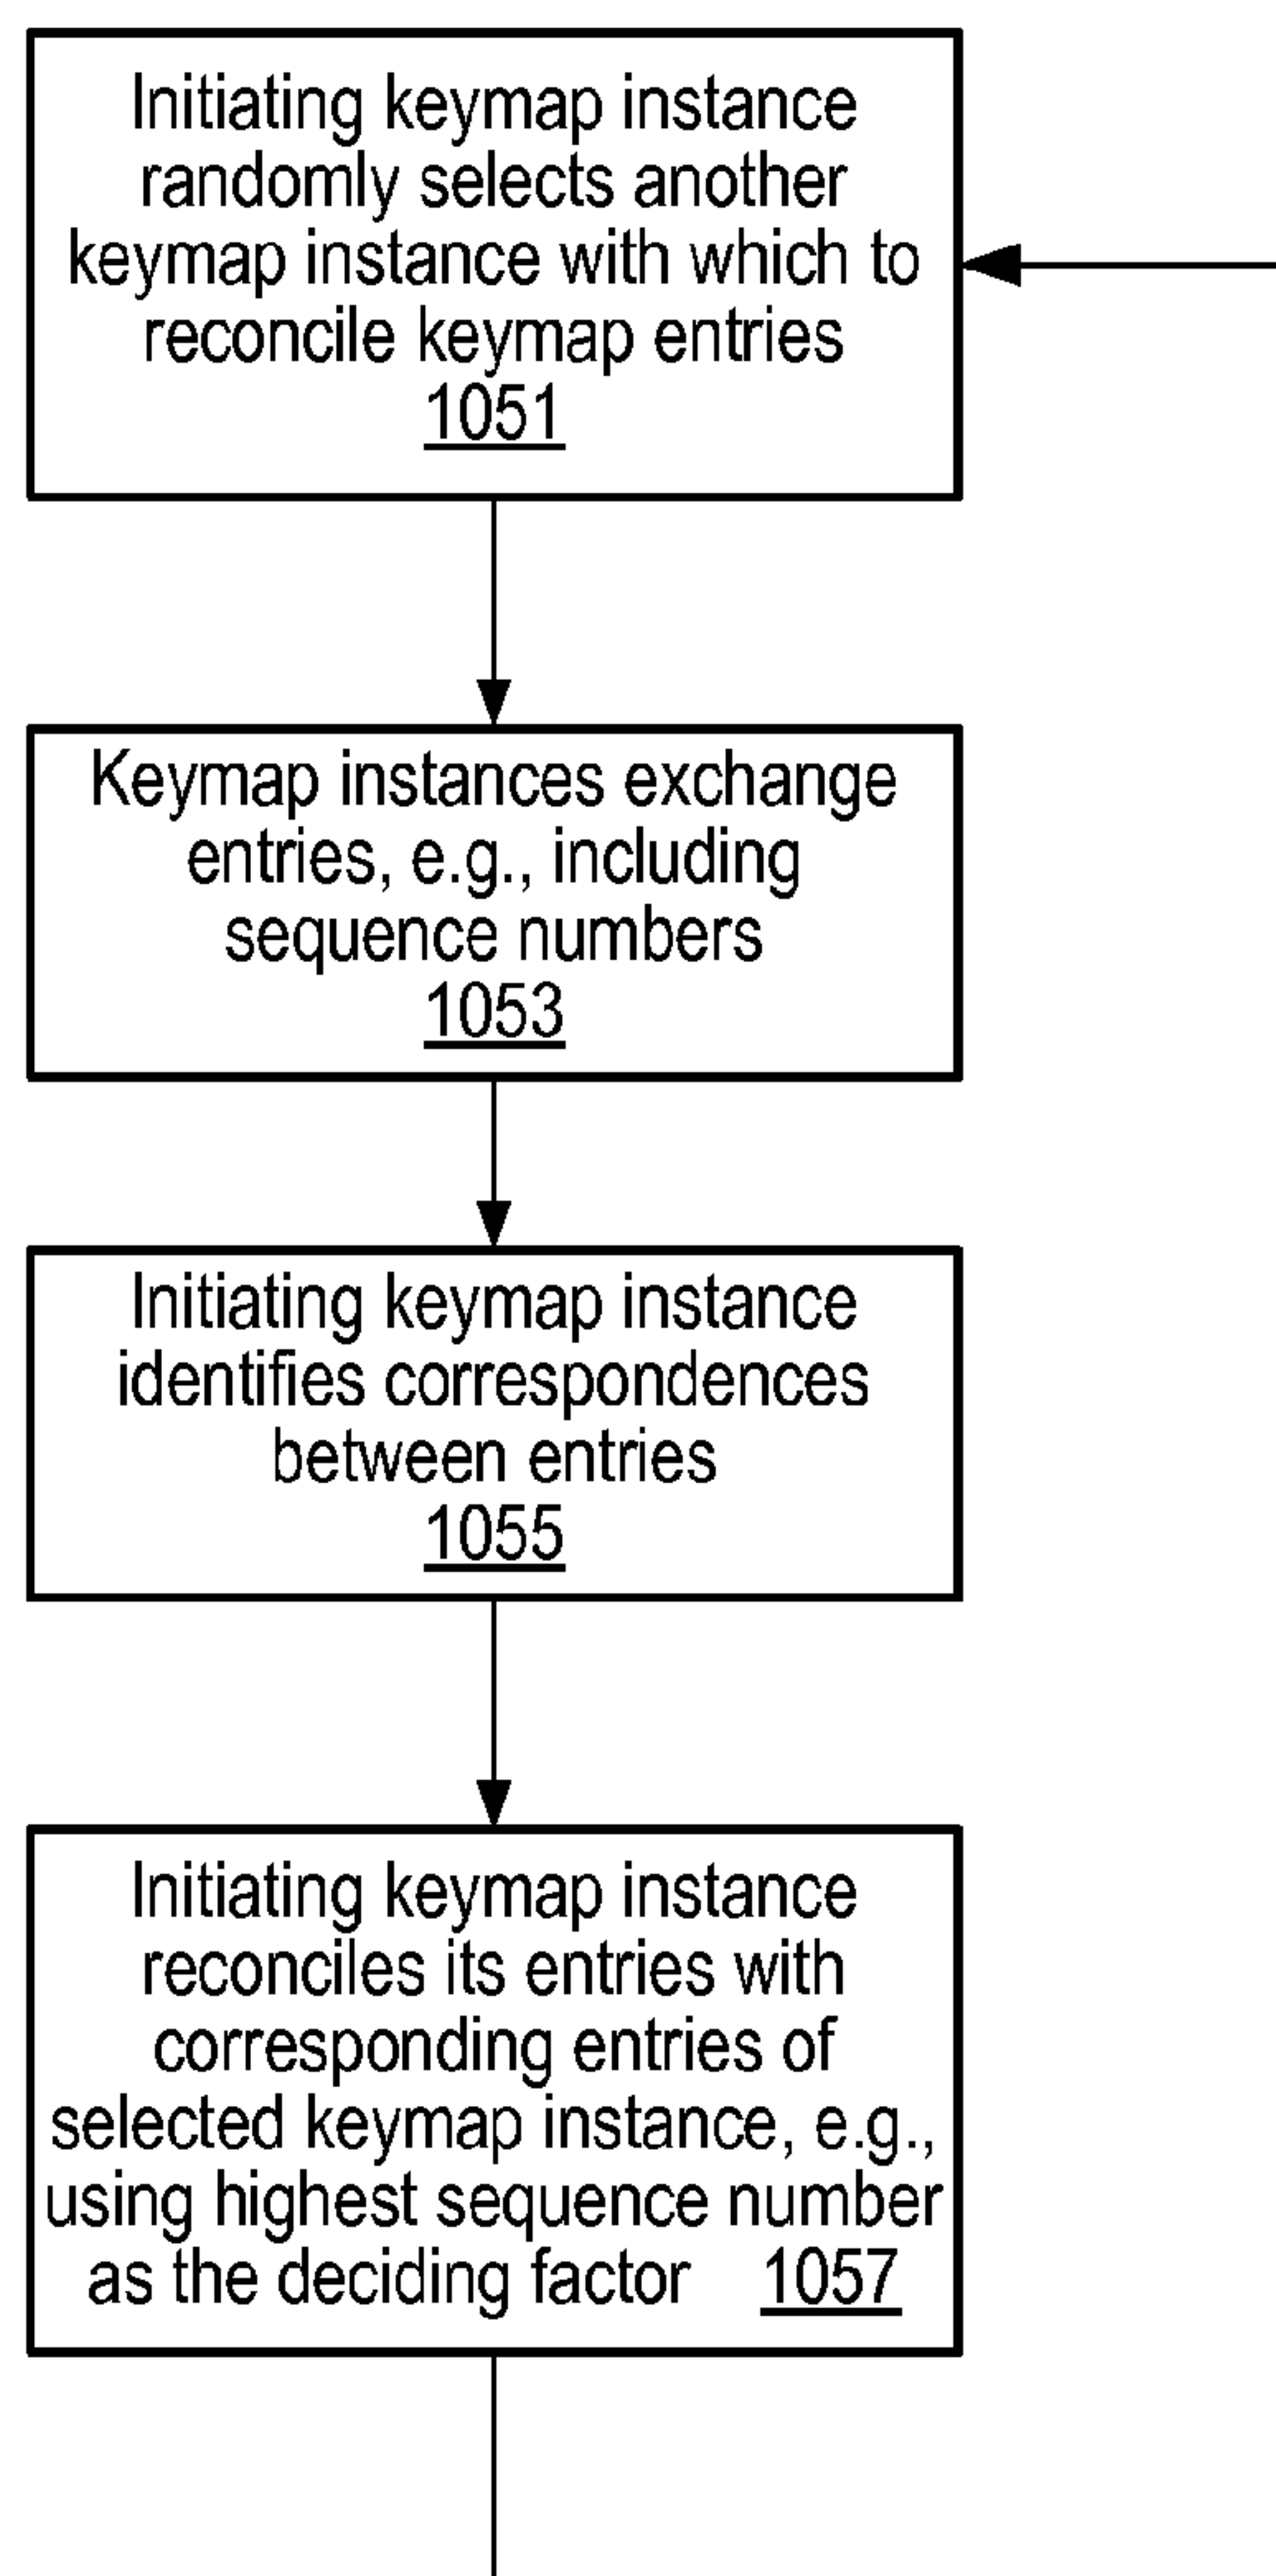 Initiating keymap instance
randomly selects another
keymap instance with which to
reconcile keymap entries
1051
Keymap instances exchange
entries, e.g., including
sequence numbers
1053
Initiating keymap instance
identifies correspondences
between entries
1055
Initiating keymap instance
reconciles its entries with
corresponding entries of
selected keymap instance, e.g.,
using highest sequence number
as the deciding factor 1057